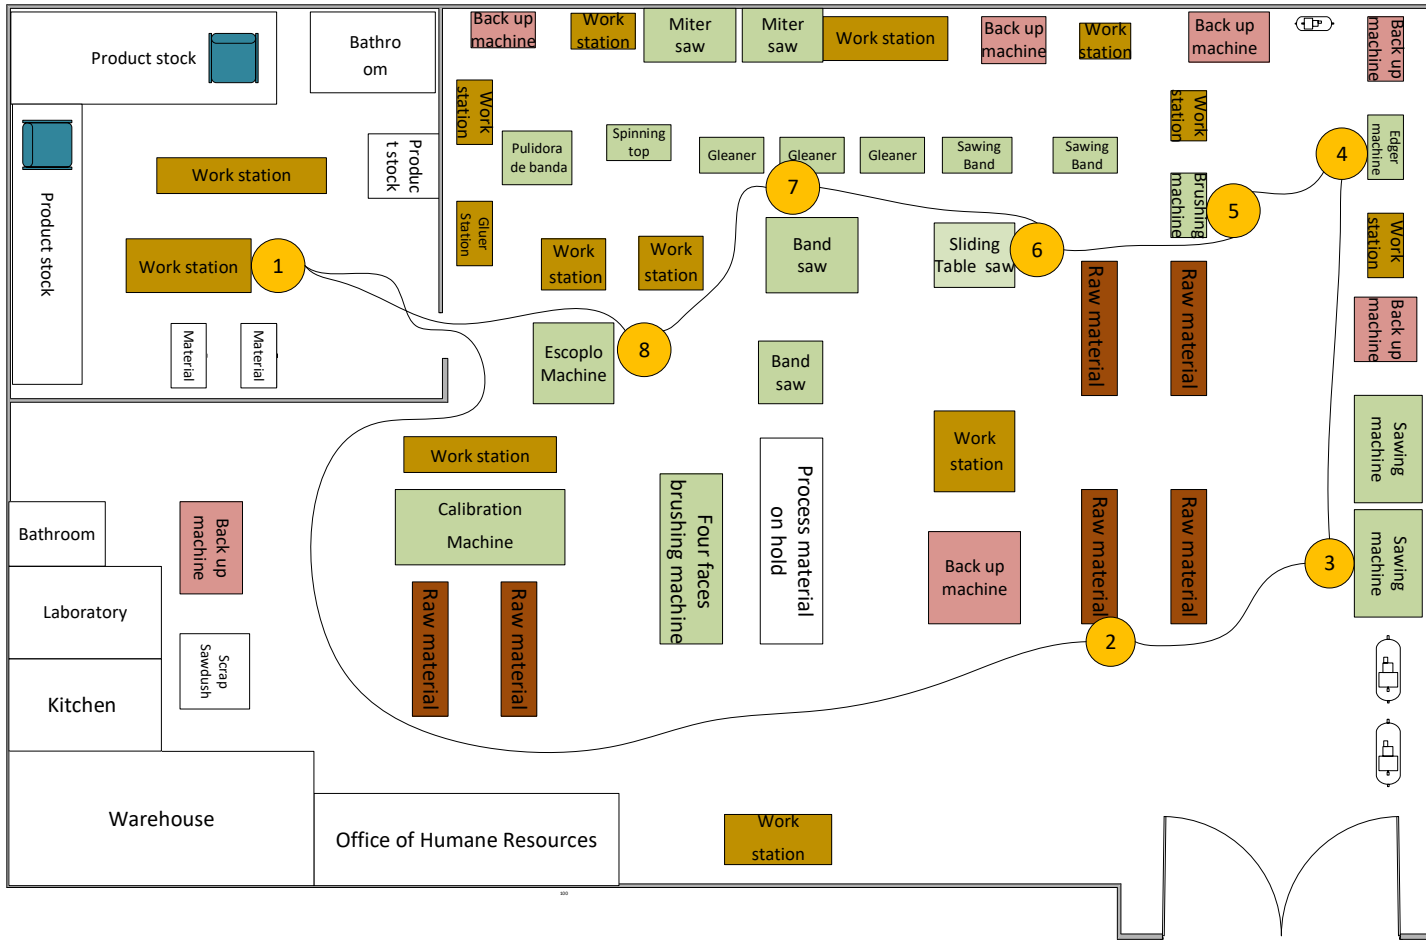 Back up
machine
Work
station
Miter
saw
Miter
saw
Work station
Back up
machine
Work
station
Back up
machine
Back up
machine
Product stock
Bathro
om
Work
station
Pulidora
de banda
Spinning
top
Gleaner
Gleaner
Gleaner
Sawing
Band
Sawing
Band
Work
station
Edger
machine
4
Produc
t stock
Work station
Product stock
7
Brushing
machine
5
Gluer
Station
Work
station
Work
station
Band
saw
Sliding
Table saw
6
Work
station
Work station
1
Raw material
Raw material
Back up
machine
Material
Material
Escoplo
Machine
8
Band
saw
Work station
Work
station
Sawing
machine
Process material
on hold
Four faces
brushing machine
Calibration
Machine
Raw material
Raw material
Sawing
machine
3
Bathroom
Back up
machine
Back up
machine
Laboratory
Raw material
Raw material
2
Scrap
Sawdush
Kitchen
Warehouse
Office of Humane Resources
Work
station
100